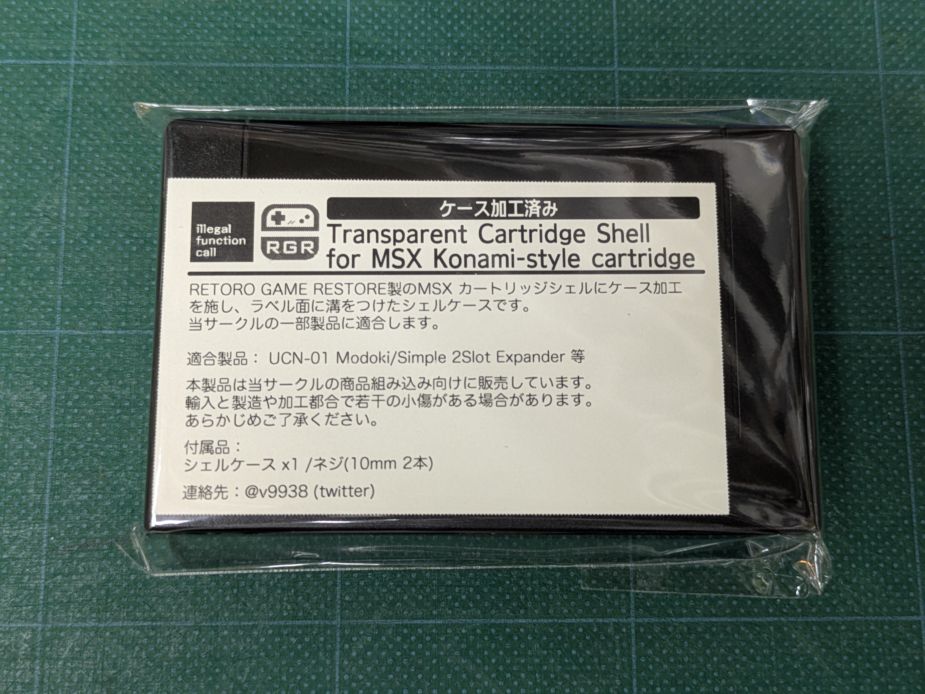 illegal
function
call
RGR
ケース加工済み
Transparent Cartridge Shell
for MSX Konami-style cartridge
RETORO GAME RESTORE製のMSX カートリッジシェルにケース加工
を施し、ラベル面に溝をつけたシェルケースです。
当サークルの一部製品に適合します。
適合製品： UCN-01 Modoki/Simple 2Slot Expander 等
本製品は当サークルの商品組み込み向けに販売しています。
輸入と製造や加工都合で若干の小傷がある場合があります。
あらかじめご了承ください。
付属品：
シェルケース x1 /ネジ(10mm 2本)
連絡先：@v9938 (twitter)